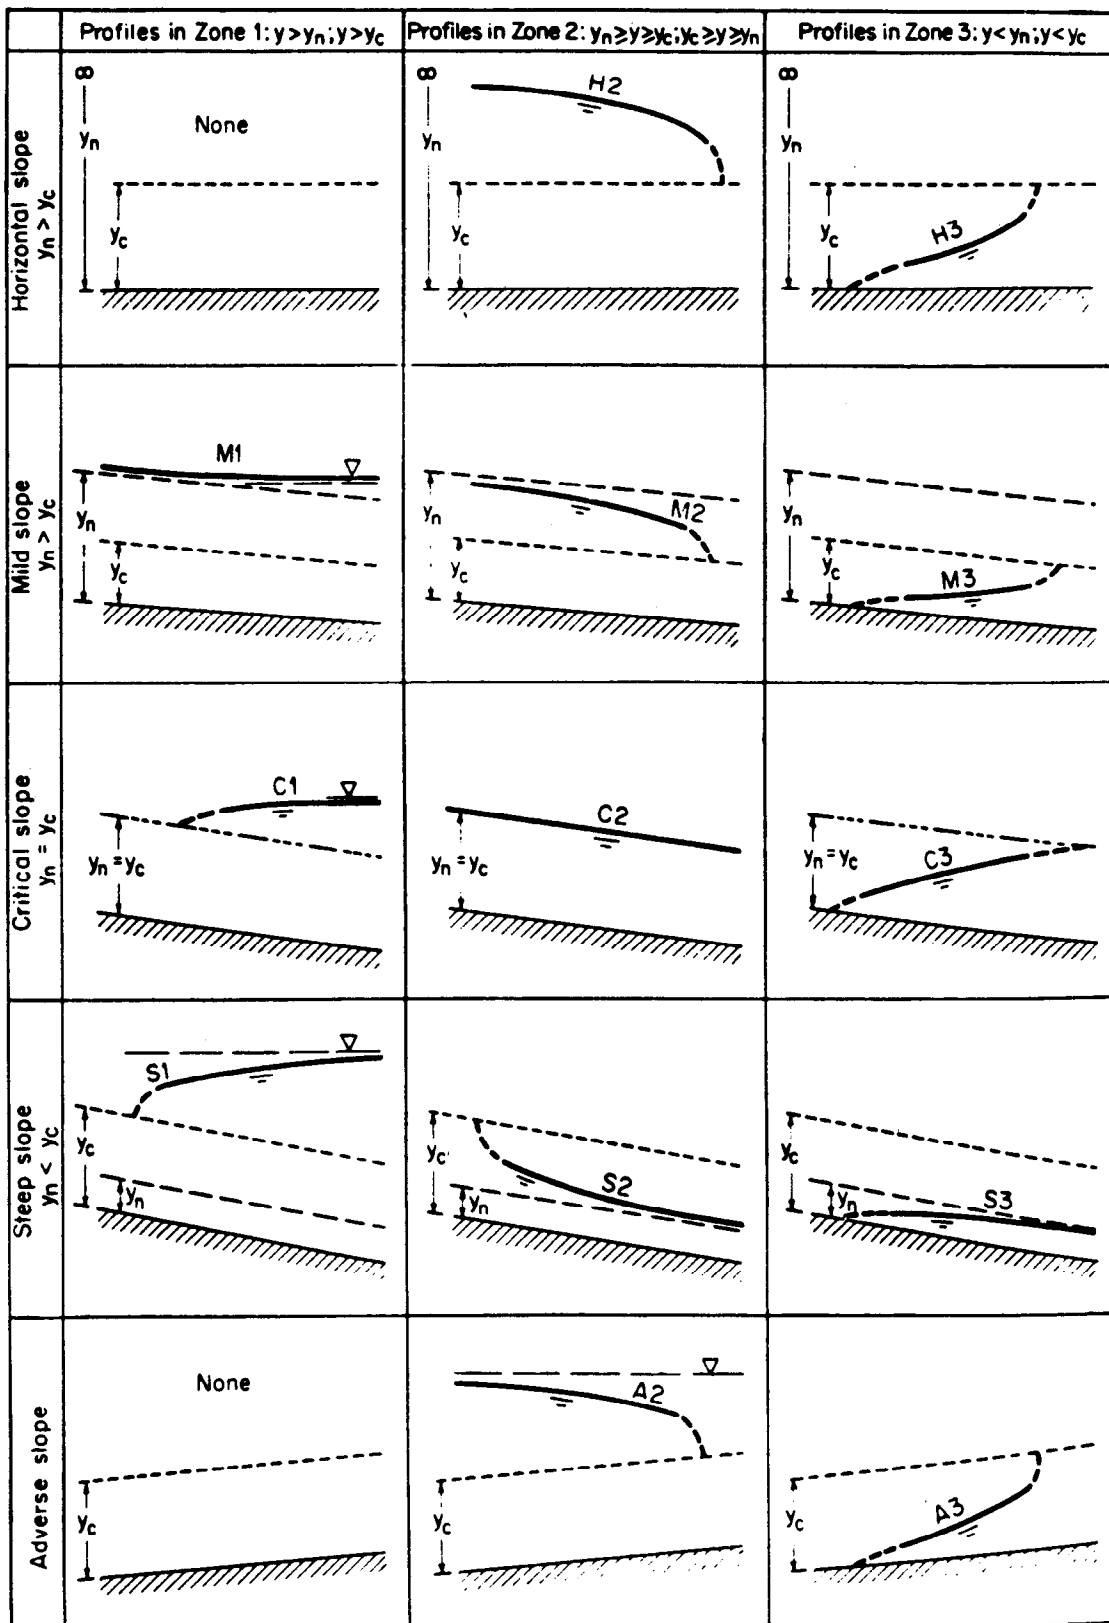 Profiles in Zone 1: y>yn; y>yc
Profiles in Zone 2: yn≥y≥yc; yc≥y≥yn
Profiles in Zone 3: y<yn; y<yc
Horizontal slope
yn > yc
∞
yn
None
yc
∞
yn
H2
yc
∞
yn
yc
H3
Mild slope
yn > yc
M1
yn
yc
yn
M2
yc
yn
yc
M3
Critical slope
yn = yc
C1
yn = yc
C2
yn = yc
C3
yn = yc
Steep slope
yn < yc
S1
yc
yn
yc
S2
yn
yc
yn
S3
Adverse slope
None
yc
A2
yc
A3
yc